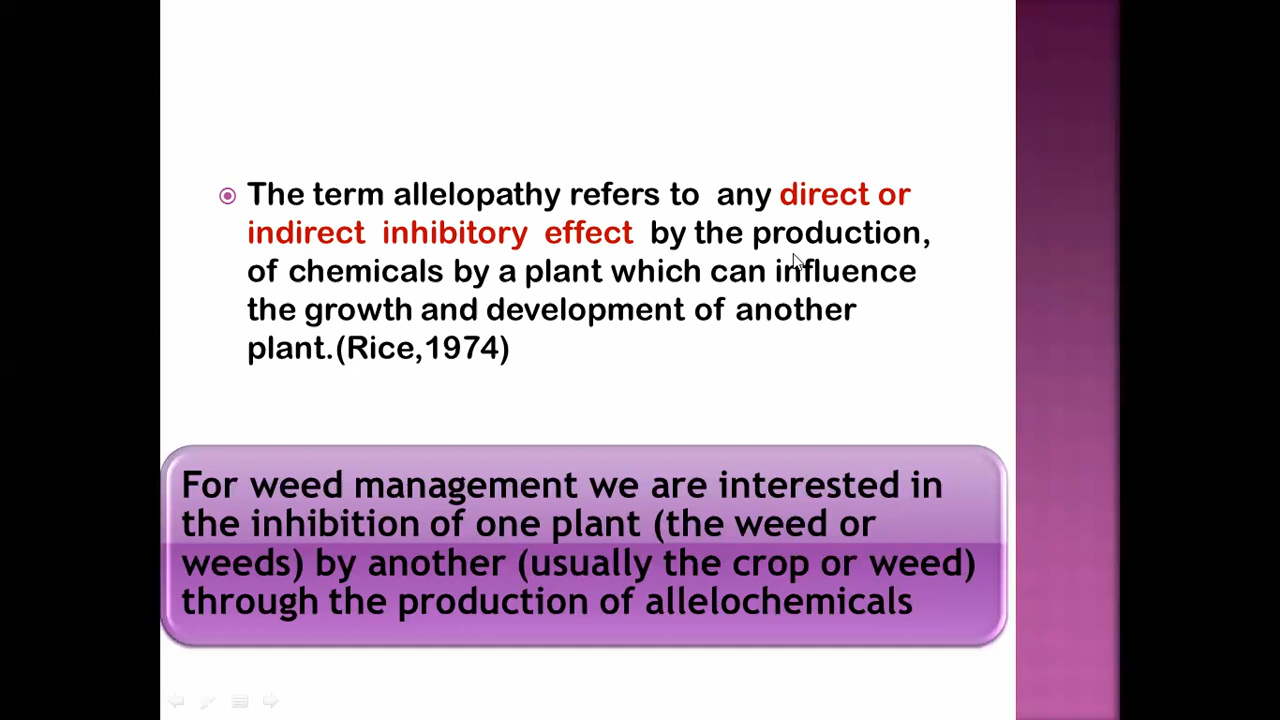 The term allelopathy refers to any direct or
indirect inhibitory effect by the production,
of chemicals by a plant which can influence
the growth and development of another
plant.(Rice,1974)
For weed management we are interested in
the inhibition of one plant (the weed or
weeds) by another (usually the crop or weed)
through the production of allelochemicals